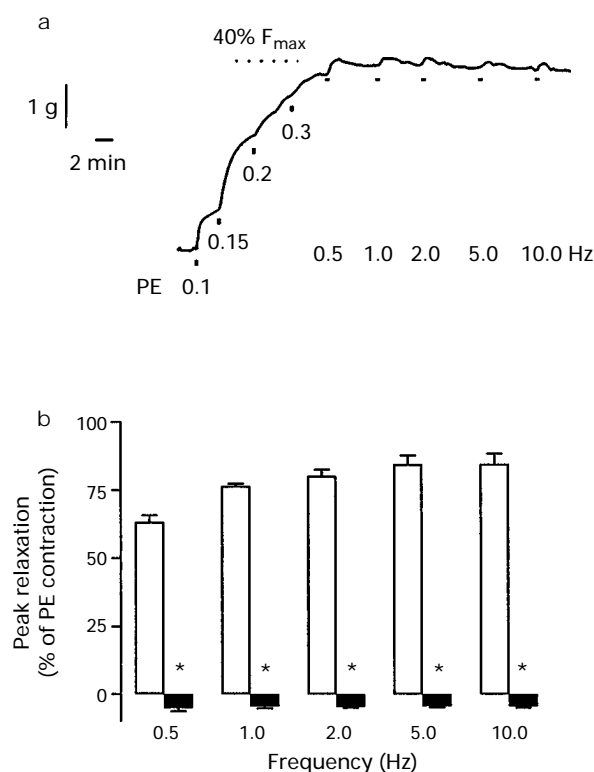 a
40% Fmax
1 g
2 min
0.3
0.2
0.15
PE 0.1
0.5 1.0 2.0 5.0 10.0 Hz
b
Peak relaxation
(% of PE contraction)
100
75
50
25
0
* * * * *
0.5 1.0 2.0 5.0 10.0
Frequency (Hz)